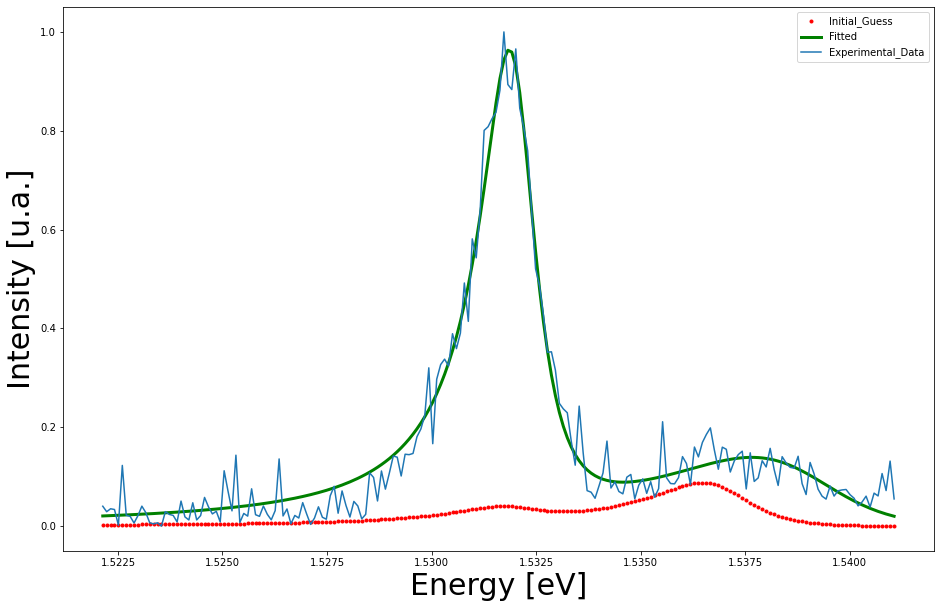 Initial_Guess
Fitted
Experimental_Data
Intensity [u.a.]
1.0
0.8
0.6
0.4
0.2
0.0
1.5225 1.5250 1.5275 1.5300 1.5325 1.5350 1.5375 1.5400
Energy [eV]